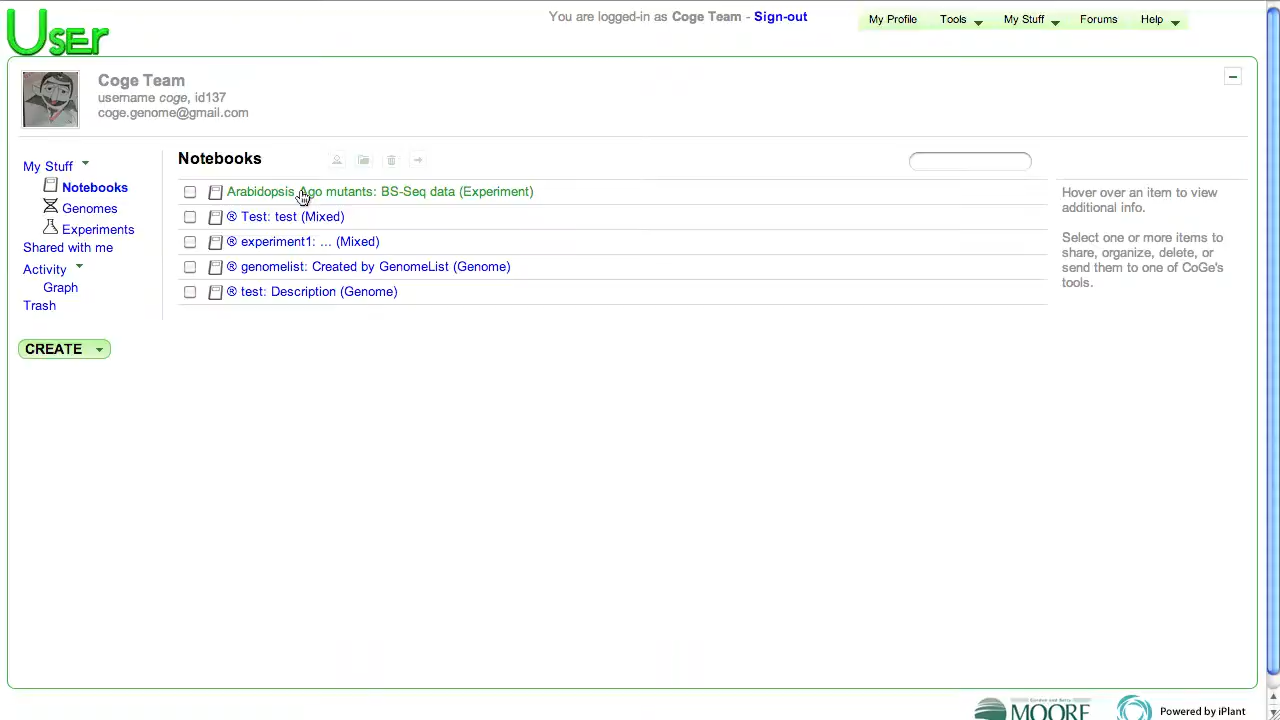 User
You are logged-in as Coge Team - Sign-out
My Profile Tools My Stuff Forums Help
Coge Team
username coge, id137
coge.genome@gmail.com
My Stuff
Notebooks
Genomes
Experiments
Shared with me
Activity
Graph
Trash
CREATE
Notebooks
Arabidopsis Ago mutants: BS-Seq data (Experiment)
® Test: test (Mixed)
® experiment1: ... (Mixed)
® genomelist: Created by GenomeList (Genome)
® test: Description (Genome)
Hover over an item to view
additional info.
Select one or more items to
share, organize, delete, or
send them to one of CoGe's
tools.
Gordon and Betty
MOORE
Powered by iPlant